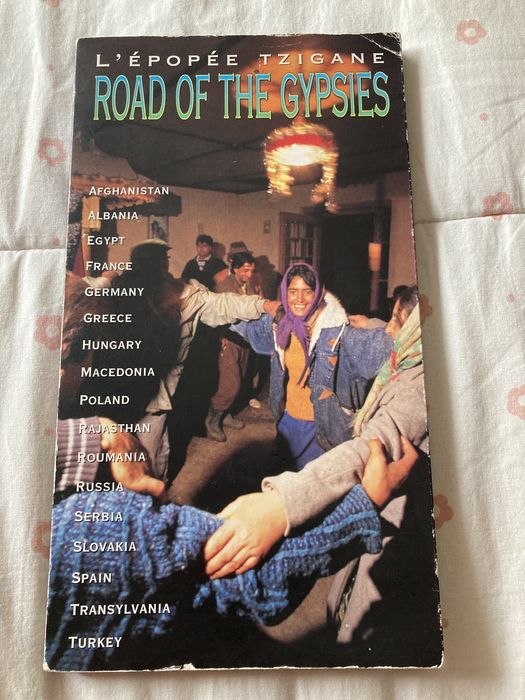 L'ÉPOPÉE TZIGANE
ROAD OF THE GYPSIES
AFGHANISTAN
ALBANIA
EGYPT
FRANCE
GERMANY
GREECE
HUNGARY
MACEDONIA
POLAND
RAJASTHAN
ROUMANIA
RUSSIA
SERBIA
SLOVAKIA
SPAIN
TRANSYLVANIA
TURKEY